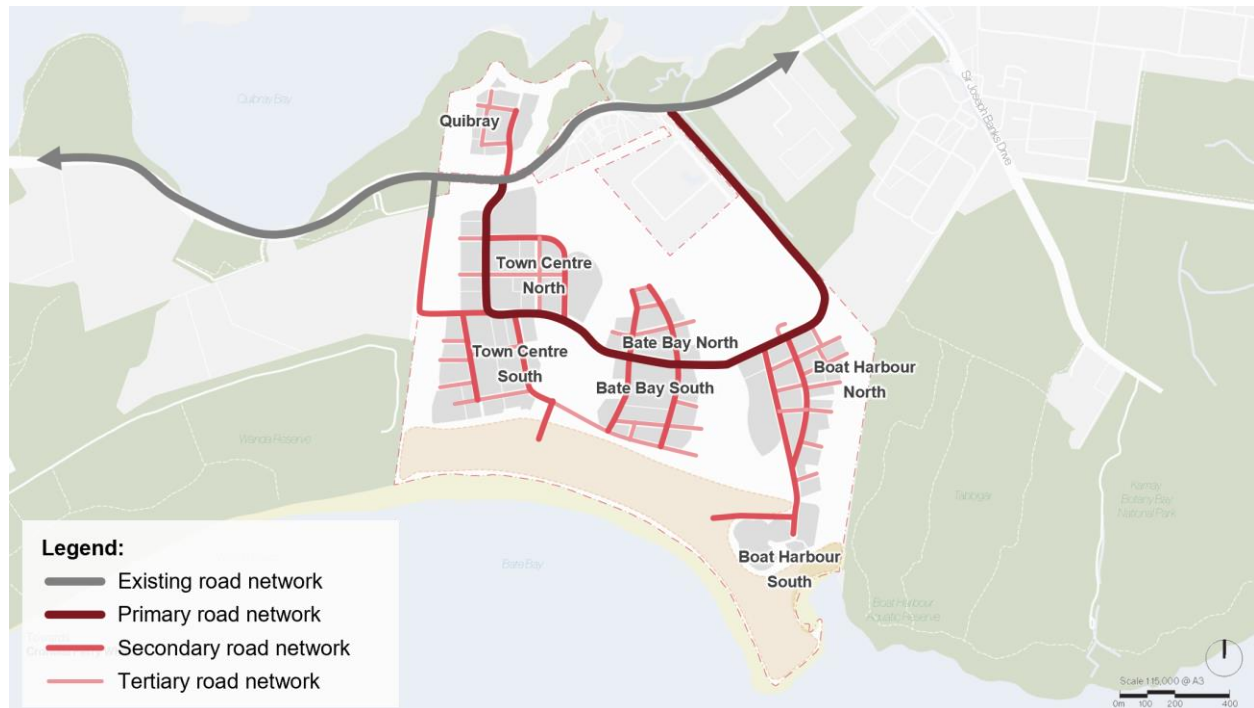 Quibray Bay
Sir Joseph Banks Drive
Quibray
Town Centre
North
Town Centre
South
Bate Bay North
Bate Bay South
Boat Harbour
North
Wanda Reserve
Kamay
Botany Bay
National Park
Boat Harbour
South
Bate Bay
Boat Harbour
Aquatic Reserve
Legend:
Existing road network
Primary road network
Secondary road network
Tertiary road network
Scale 1:15,000 @ A3
0m 100 200 400